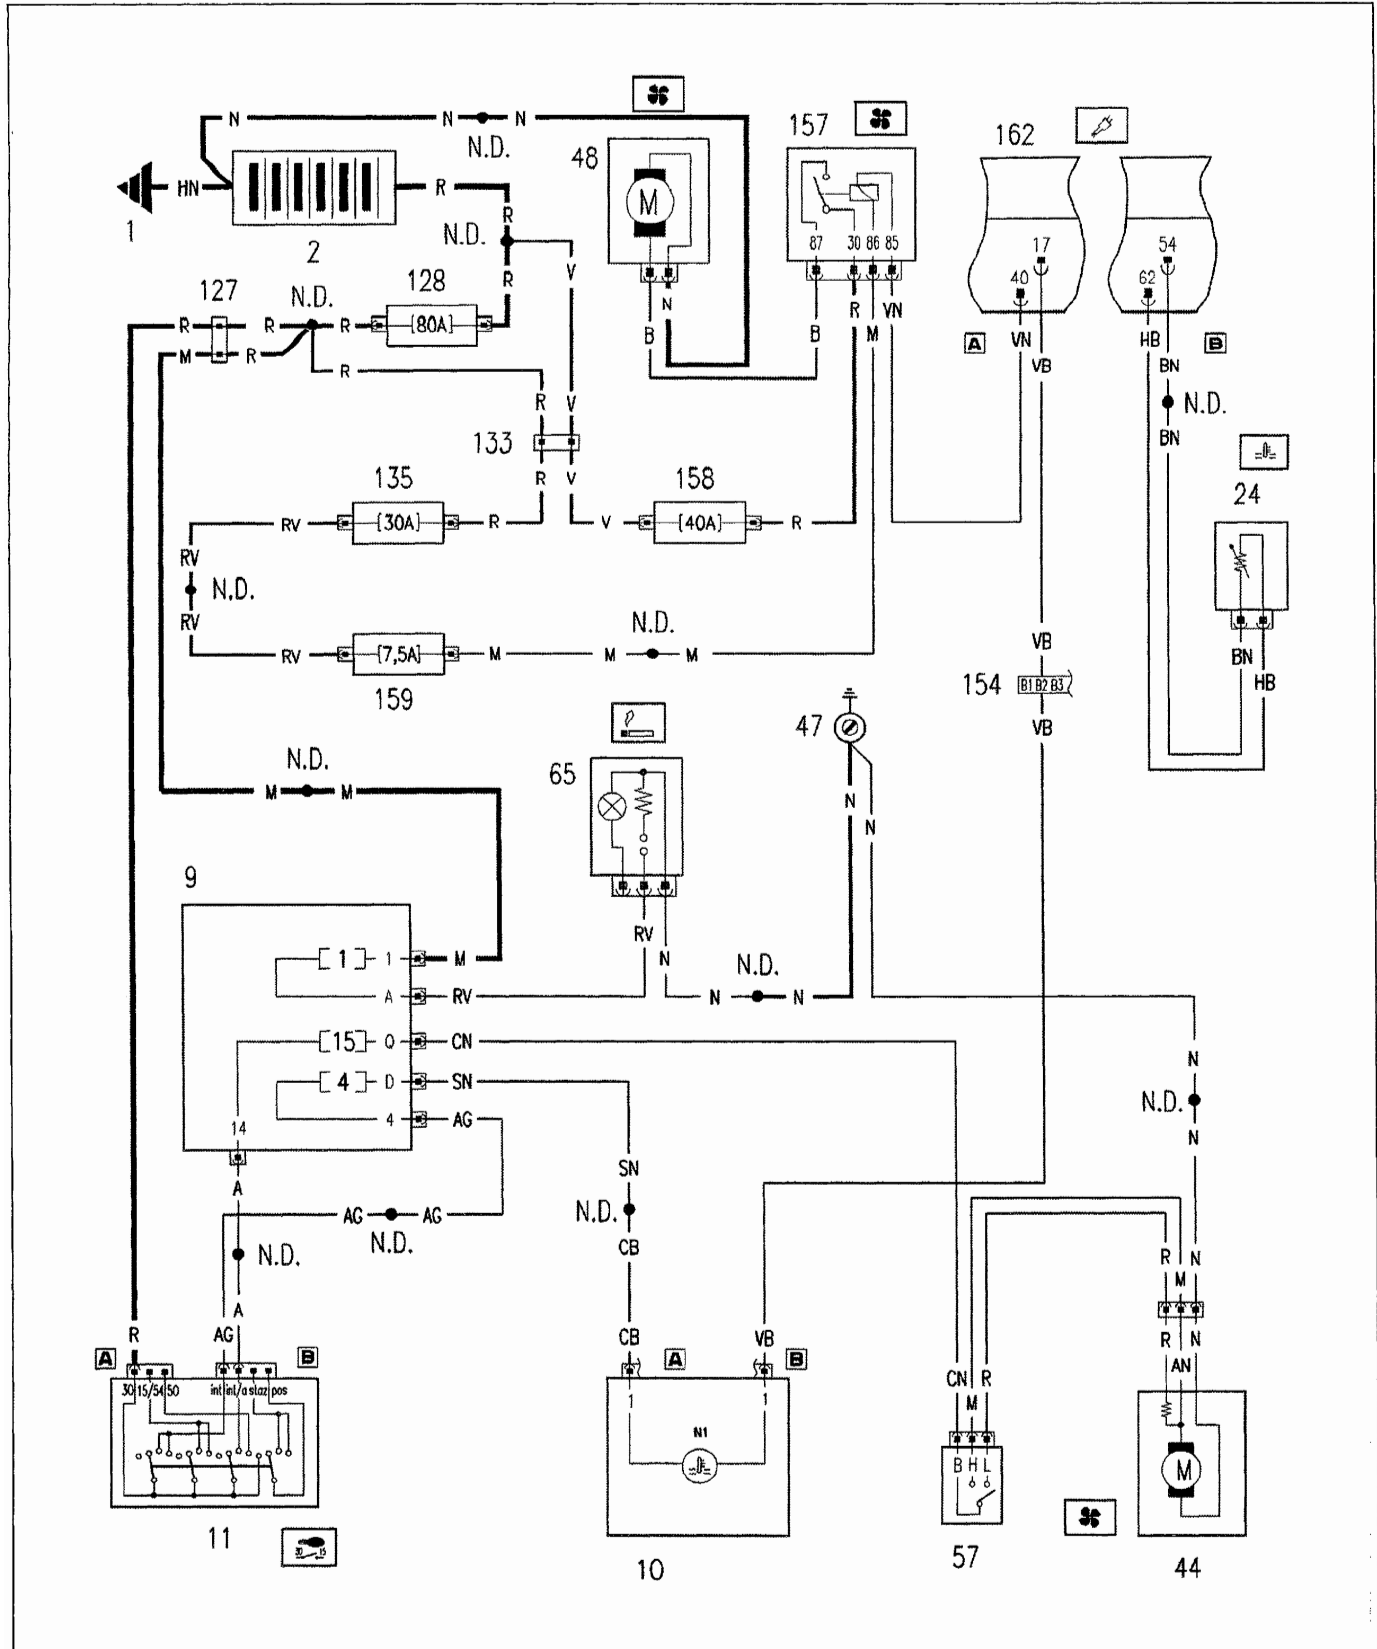 N N N
N.D.
48
157
162
HN R
M
1
2
R
N.D.
R
V
87 30 86 85
17
40
54
62
127
N.D.
128
N
R VN
R R R
[80A]
B
B
M
A
VN
HB
B
M R
VB
BN
R
N.D.
R
V
BN
133
24
R
V
135
158
RV
[30A]
R
V
[40A]
R
RV
N.D.
RV
N.D.
VB
RV
[7,5A]
M
M M
BN
159
154
B1 B2 B3
HB
47
VB
N.D.
65
M M
N
N
9
RV
[1] 1
M
N
N.D.
A
RV
N N
[15] Q
CN
N
[4] D
SN
N.D.
4
AG
14
N
SN
A
AG AG
N.D.
N.D.
N.D.
CB
R N
M
A
R
AG
CB
VB
R N
A
B
A
B
AN
30 15/54 50
int int/a staz pos
CN R
M
1
1
N1
B H L
M
30 15
11
10
57
44